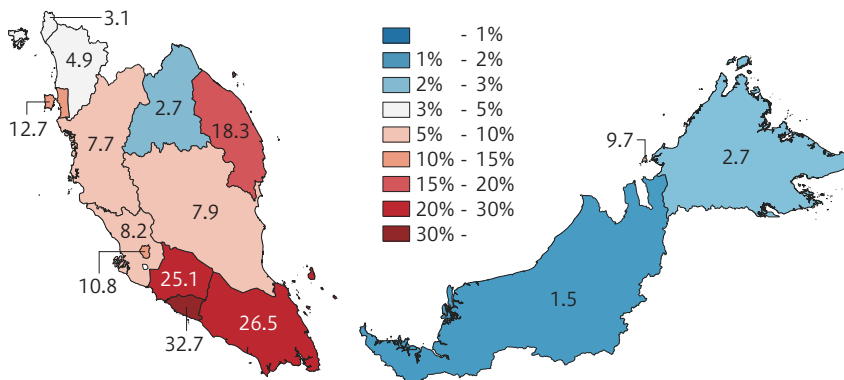 3.1
4.9
12.7
7.7
2.7
18.3
7.9
8.2
10.8
25.1
32.7
26.5
- 1%
1% - 2%
2% - 3%
3% - 5%
5% - 10%
10% - 15%
15% - 20%
20% - 30%
30% -
9.7
2.7
1.5